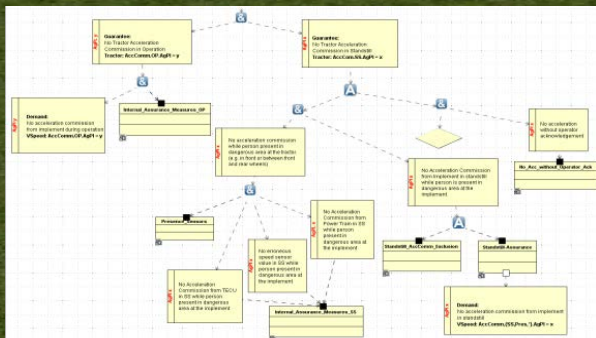 &
Guarantee:
No Tractor Acceleration
Commission in Operation
Tractor: AccComm.OP.AgPl = y
Guarantee:
No Tractor Acceleration
Commission in Standstill
Tractor: AccCom.SS.AgPl = x
&
A
Demand:
No acceleration commission
from implement during operation
VSpeed: AccComm.OP.AgPl = y
Internal_Assurance_Measures_OP
&
&
No acceleration commission
while person present in
dangerous area at the tractor
(e.g. in front or between front
and rear wheels)
No acceleration
without operator
acknowledgement
No_Acc_without_Operator_Ack
No Acceleration Commission
from implement in standstill
while person is present in
dangerous area at the
implement
&
Presence_Sensors
No Acceleration
Commission from
Power Train in SS
while person
present in
dangerous area at
the implement
No erroneous
speed sensor
value in SS while
person present in
dangerous area at
the implement
A
Standstill_AccComm_Exclusion
Standstill-Assurance
No Acceleration
Commission from TECU
in SS while person
present in dangerous
area at the implement
Internal_Assurance_Measures_SS
Demand:
No acceleration commission from implement
in standstill